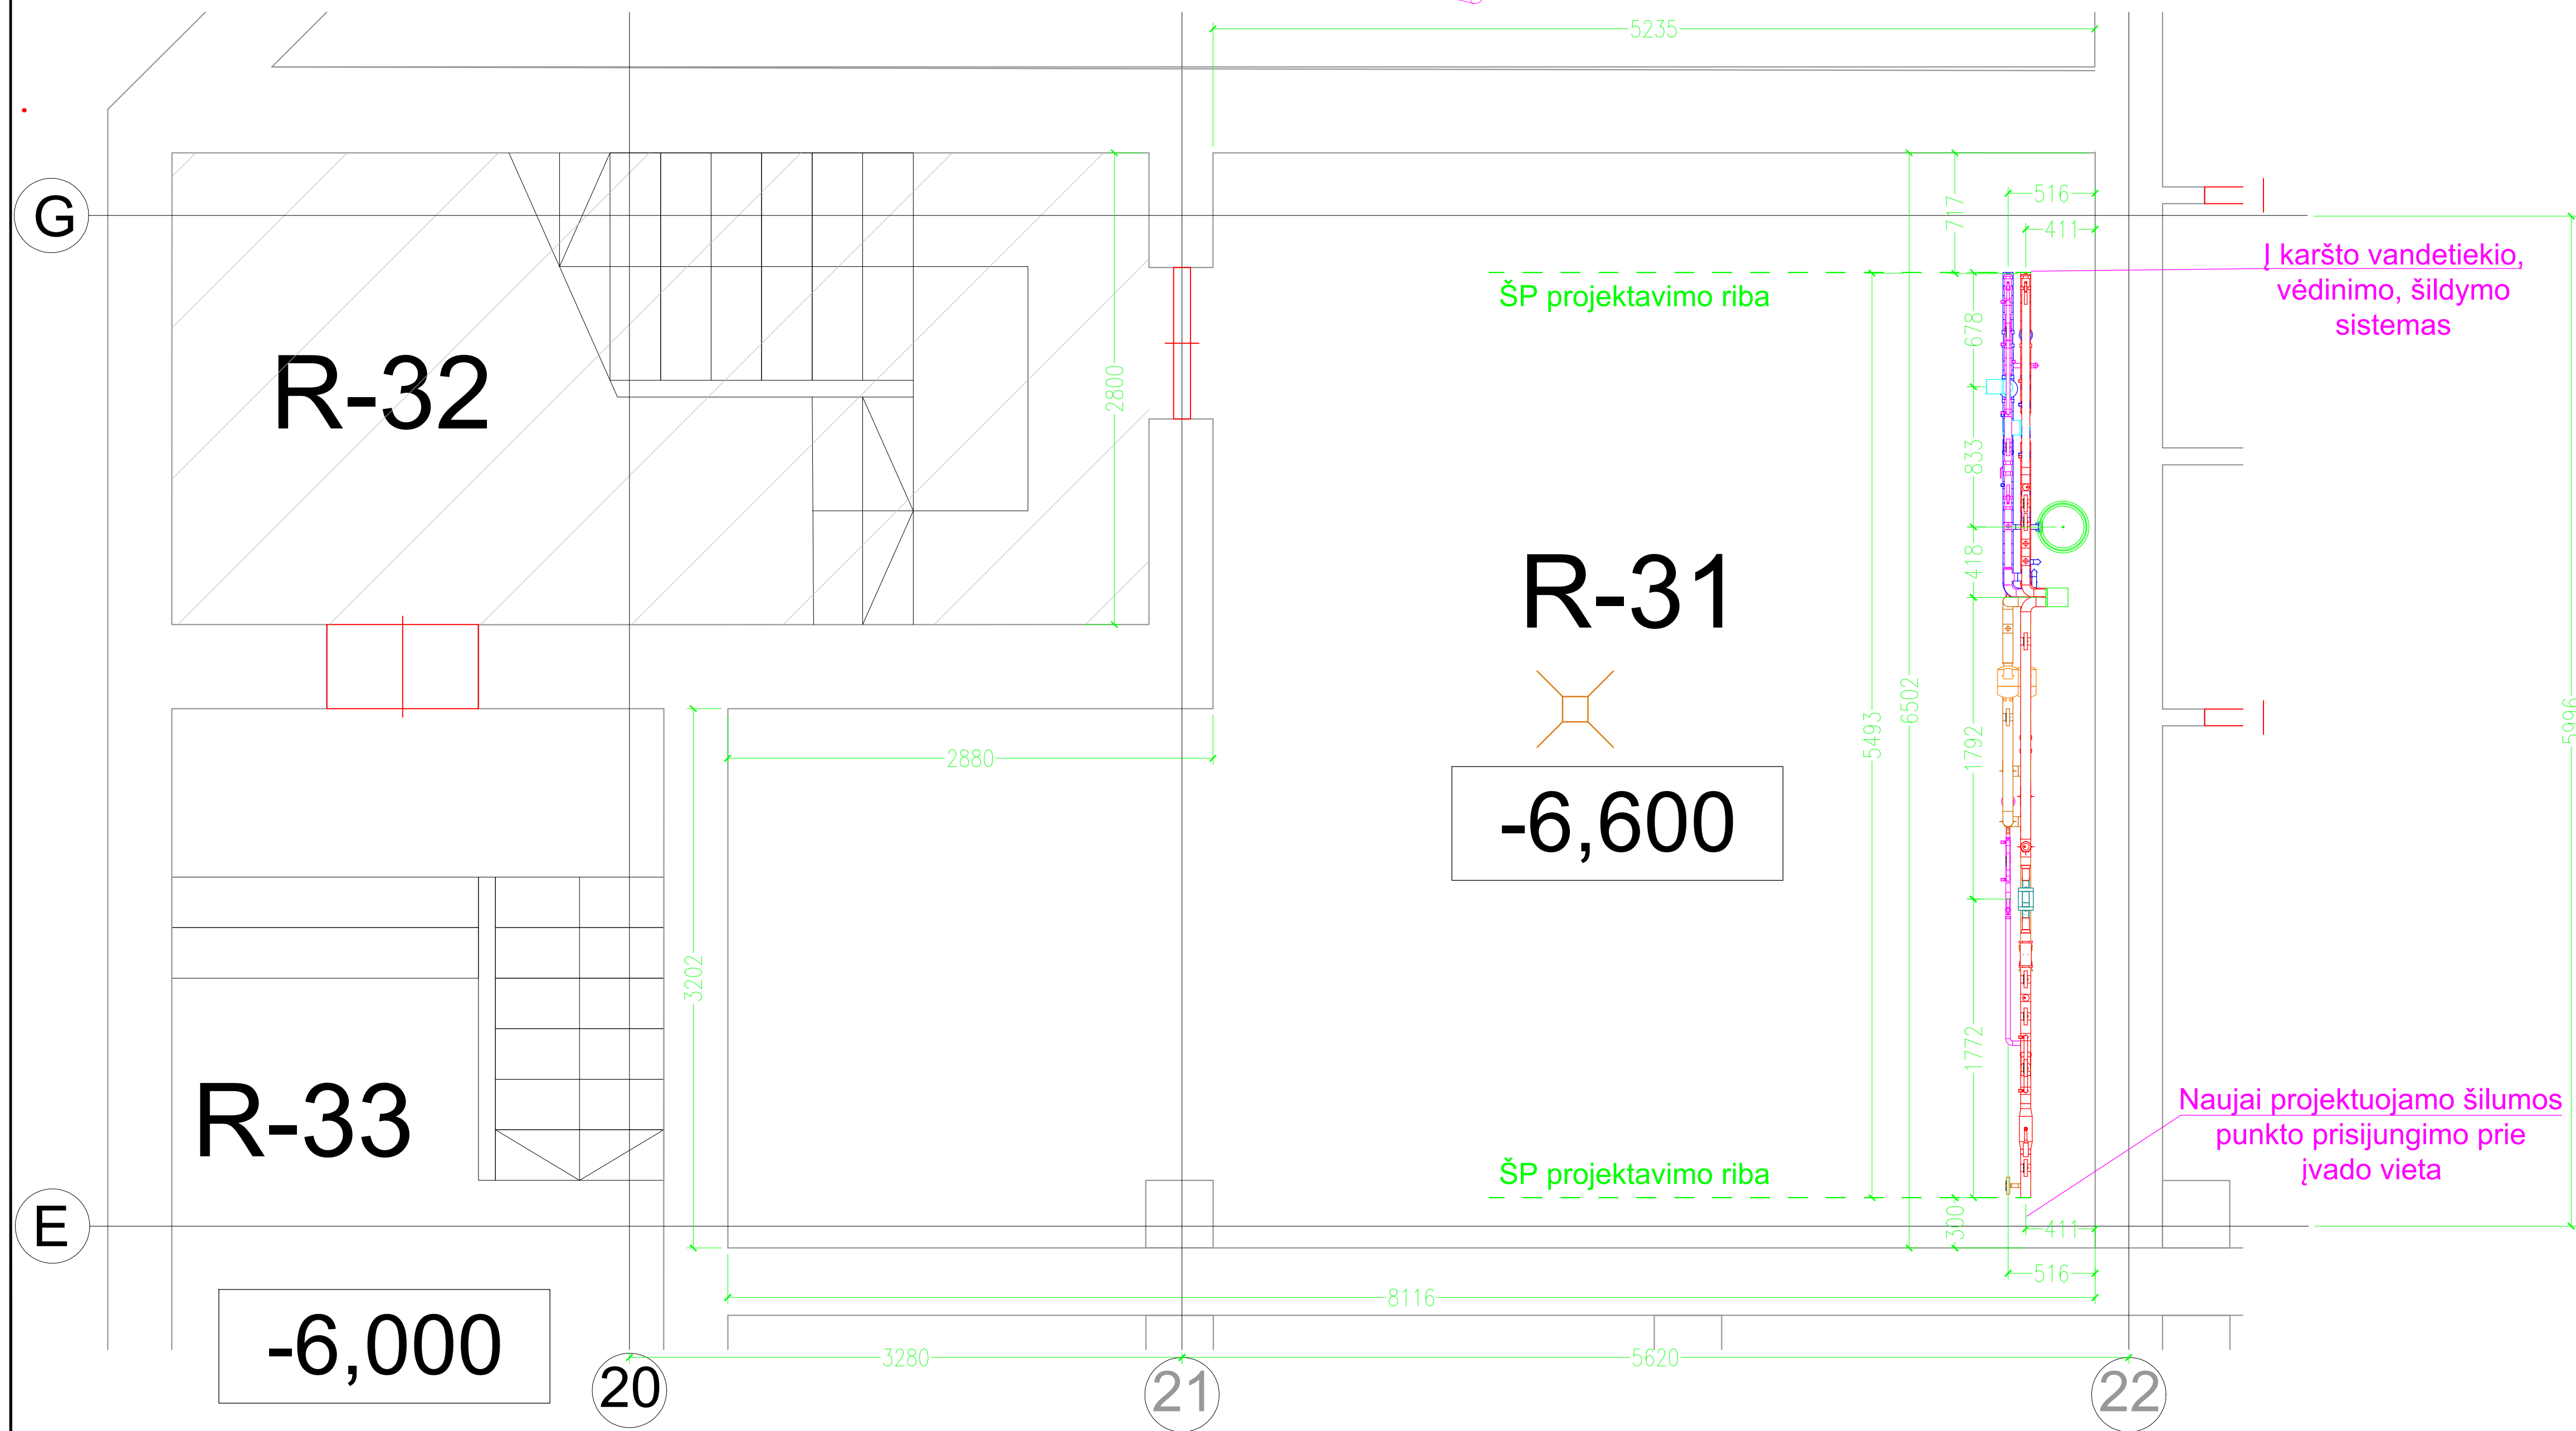 5235
G
516
717
411
Į karšto vandetiekio,
vėdinimo, šildymo
sistemas
ŠP projektavimo riba
678
R-32
2800
833
418
R-31
6502
5493
5996
1792
2880
-6,600
3202
1772
R-33
Naujai projektuojamo šilumos
punkto prisijungimo prie
įvado vieta
ŠP projektavimo riba
E
300
411
516
8116
-6,000
3280
5620
20
21
22